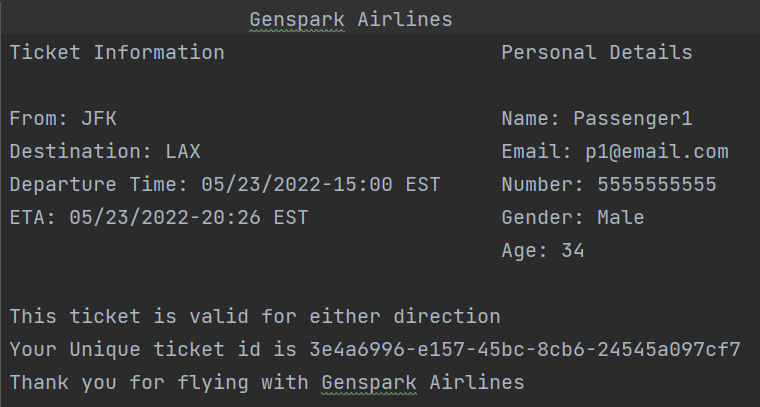 Genspark Airlines
Ticket Information Personal Details
From: JFK Name: Passenger1
Destination: LAX Email: p1@email.com
Departure Time: 05/23/2022-15:00 EST Number: 5555555555
ETA: 05/23/2022-20:26 EST Gender: Male
Age: 34
This ticket is valid for either direction
Your Unique ticket id is 3e4a6996-e157-45bc-8cb6-24545a097cf7
Thank you for flying with Genspark Airlines